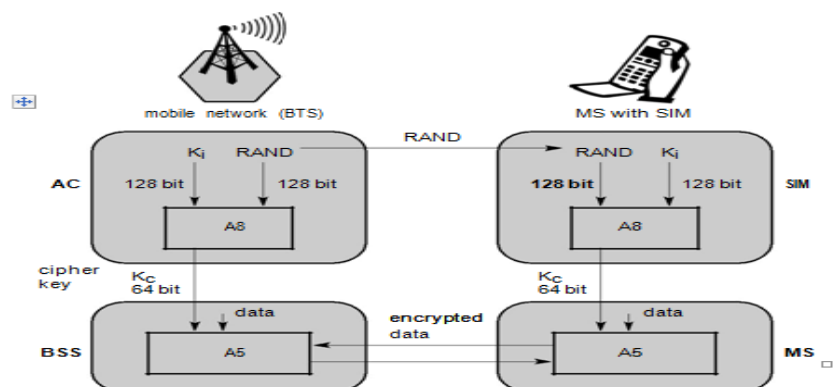 mobile network (BTS)
MS with SIM
RAND
Ki RAND
RAND Ki
AC
128 bit 128 bit
128 bit 128 bit
SIM
A8
A8
cipher
key
Kc
64 bit
Kc
64 bit
data
encrypted
data
data
BSS
A5
A5
MS